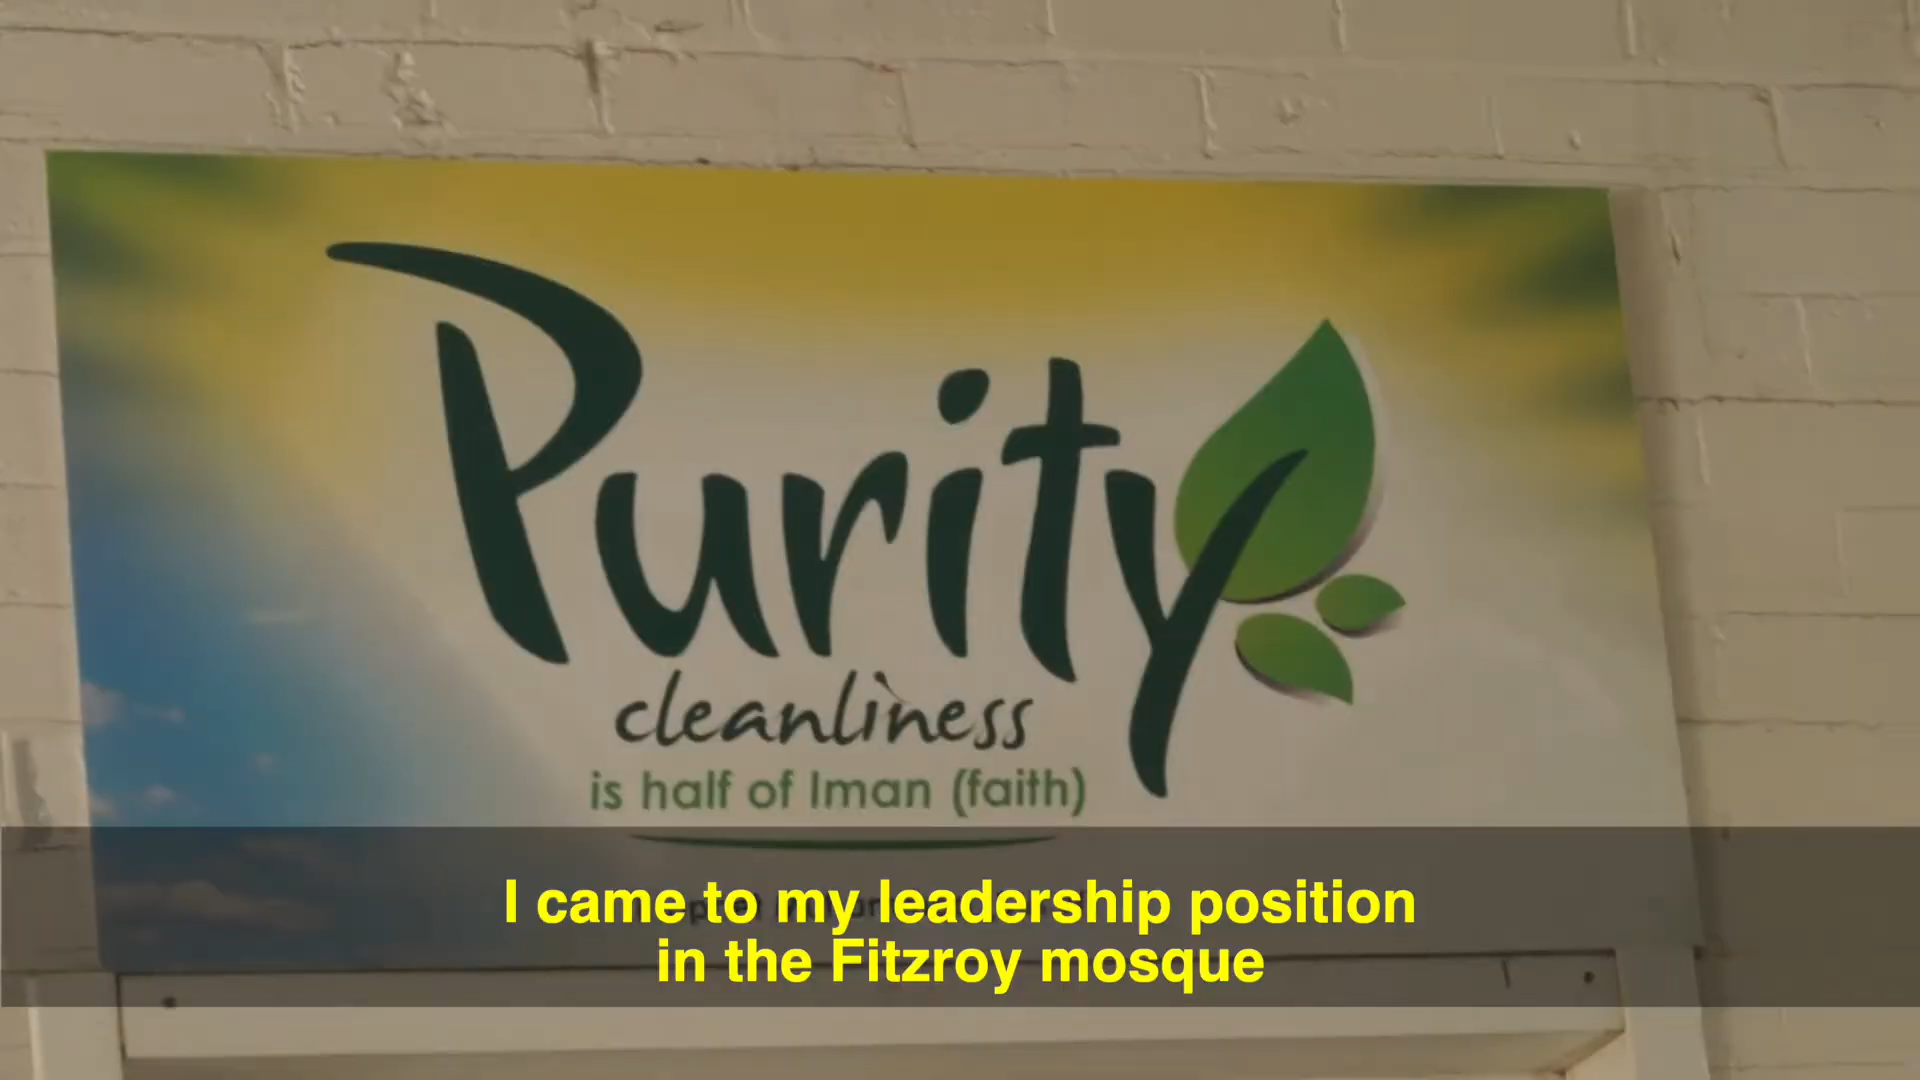 Purity
cleanliness
is half of Iman (faith)
I came to my leadership position
in the Fitzroy mosque